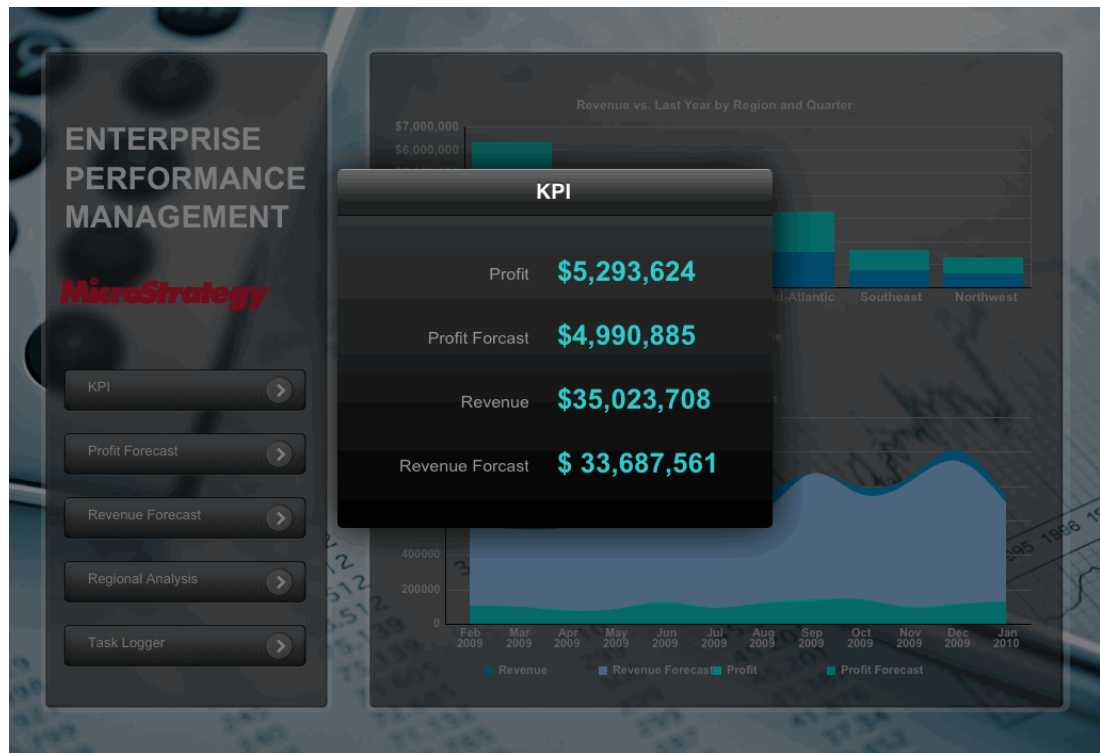 ENTERPRISE
PERFORMANCE
MANAGEMENT
MicroStrategy
KPI
Profit Forecast
Revenue Forecast
Regional Analysis
Task Logger
Revenue vs. Last Year by Region and Quarter
$7,000,000
$6,000,000
Southeast
Northwest
KPI
Profit $5,293,624
Profit Forcast $4,990,885
Revenue $35,023,708
Revenue Forcast $ 33,687,561
400000
200000
0
Feb 2009
Mar 2009
Apr 2009
May 2009
Jun 2009
Jul 2009
Aug 2009
Sep 2009
Oct 2009
Nov 2009
Dec 2009
Jan 2010
Revenue
Revenue Forecast
Profit
Profit Forecast